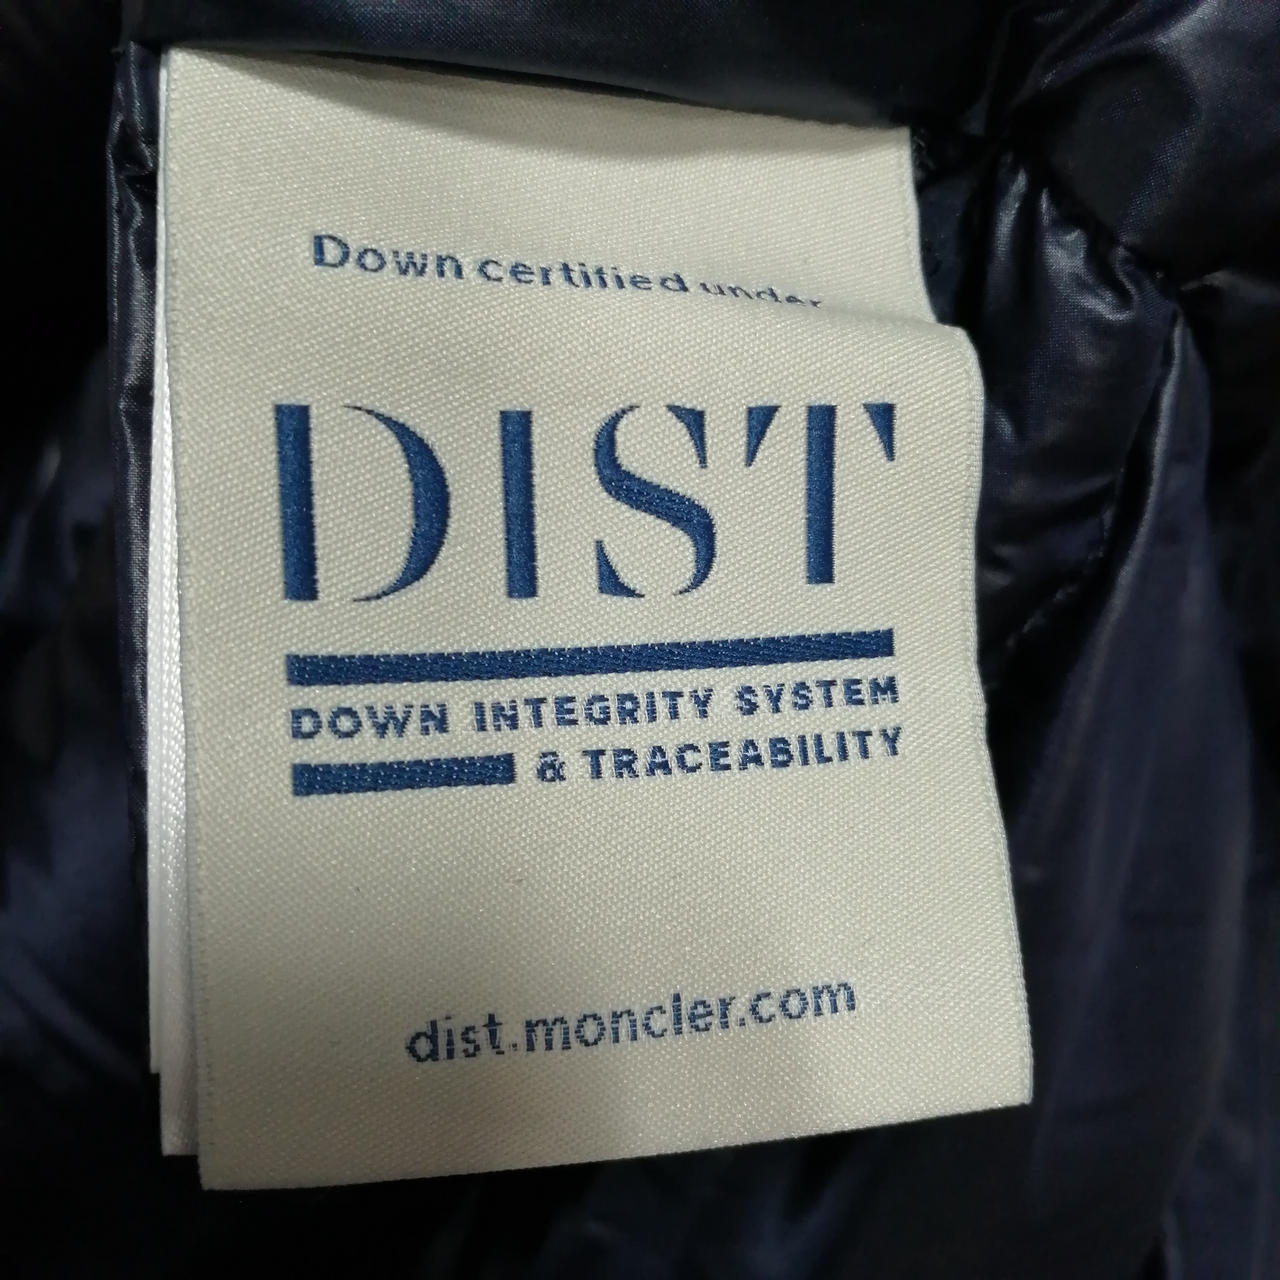 Down certified under
DIST
DOWN INTEGRITY SYSTEM
& TRACEABILITY
dist.moncler.com